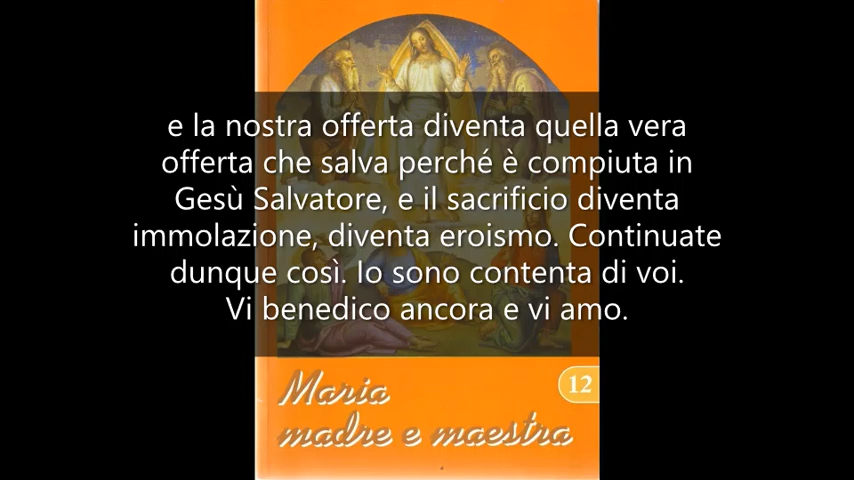 e la nostra offerta diventa quella vera
offerta che salva perché è compiuta in
Gesù Salvatore, e il sacrificio diventa
immolazione, diventa eroismo. Continuate
dunque così. Io sono contenta di voi.
Vi benedico ancora e vi amo.
Maria
12
madre e maestra